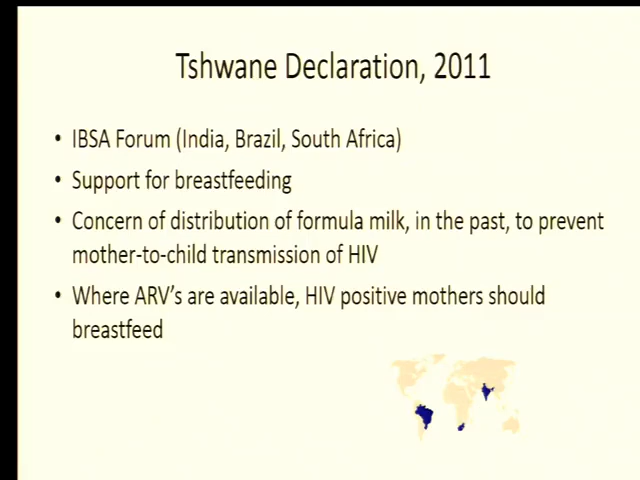 Tshwane Declaration, 2011
• IBSA Forum (India, Brazil, South Africa)
• Support for breastfeeding
• Concern of distribution of formula milk, in the past, to prevent
mother-to-child transmission of HIV
• Where ARV's are available, HIV positive mothers should
breastfeed